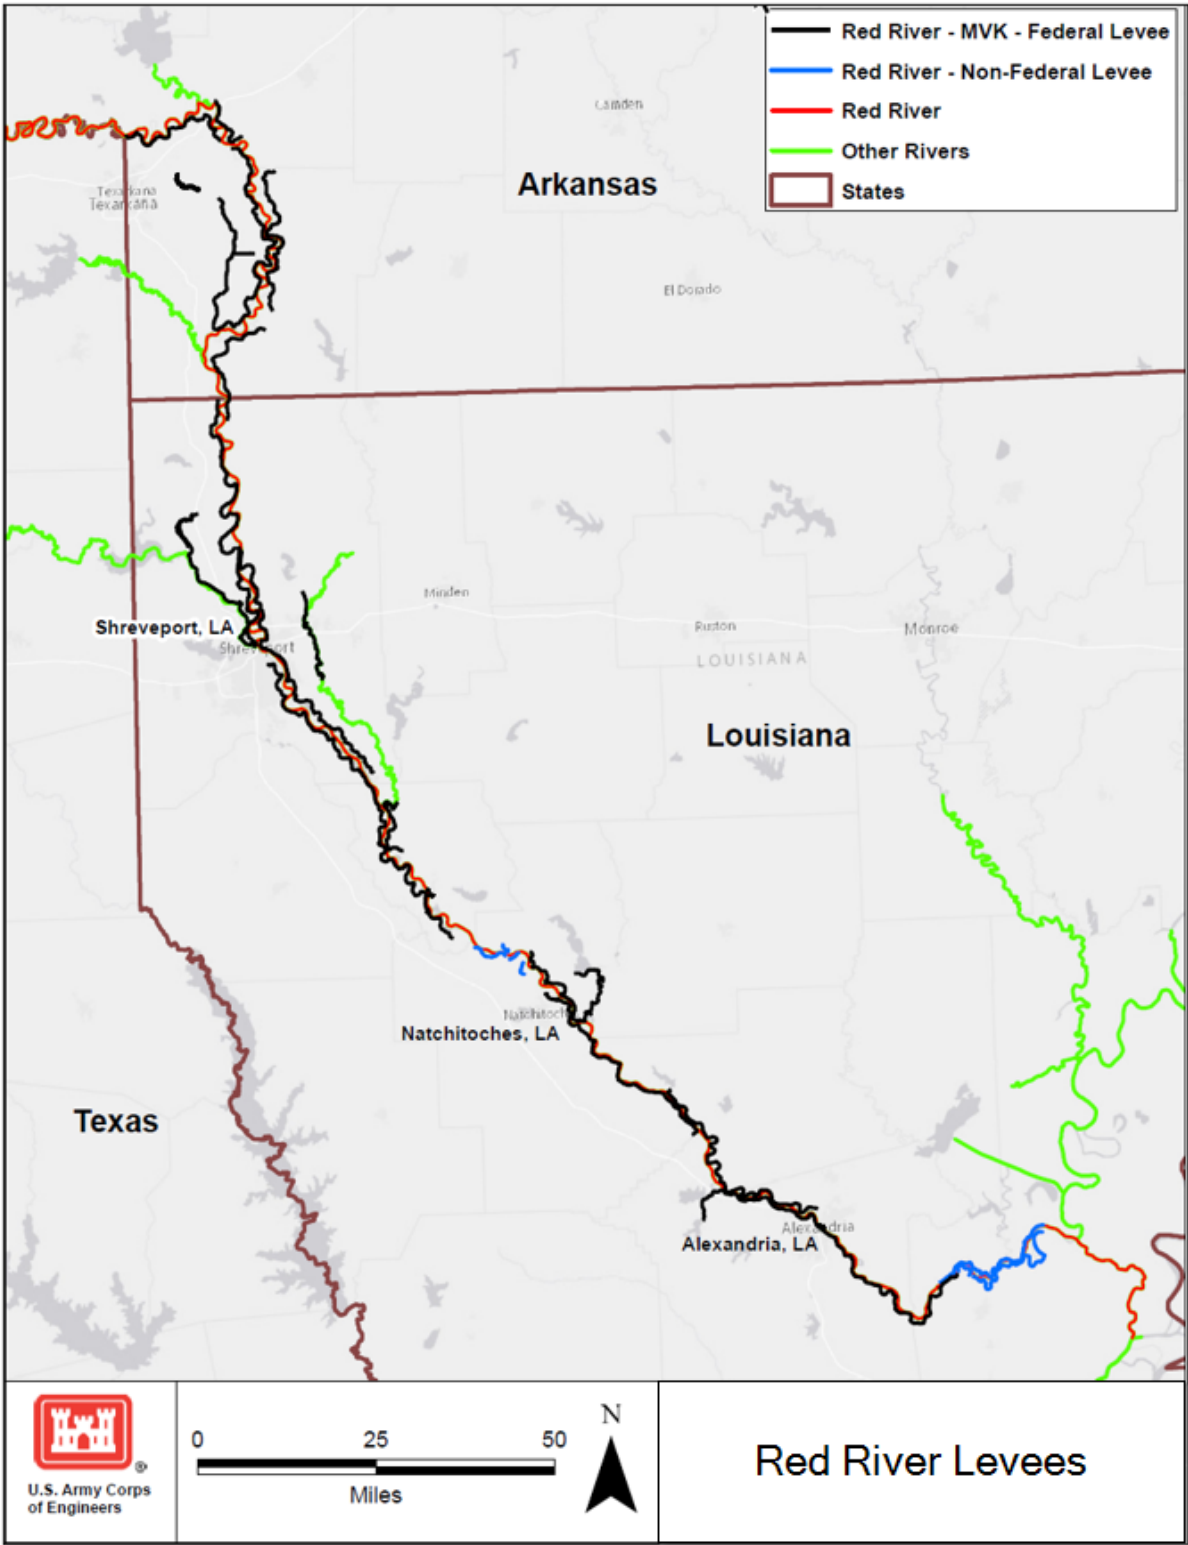 Red River - MVK - Federal Levee
Red River - Non-Federal Levee
Red River
Other Rivers
States
Camden
Arkansas
Texarkana
Texarkana
El Dorado
Minden
Shreveport, LA
Shreveport
Ruston
Monroe
LOUISIANA
Louisiana
Natchitoches, LA
Texas
Alexandria
Alexandria, LA
U.S. Army Corps
of Engineers
®
0 25 50
Miles
N
Red River Levees